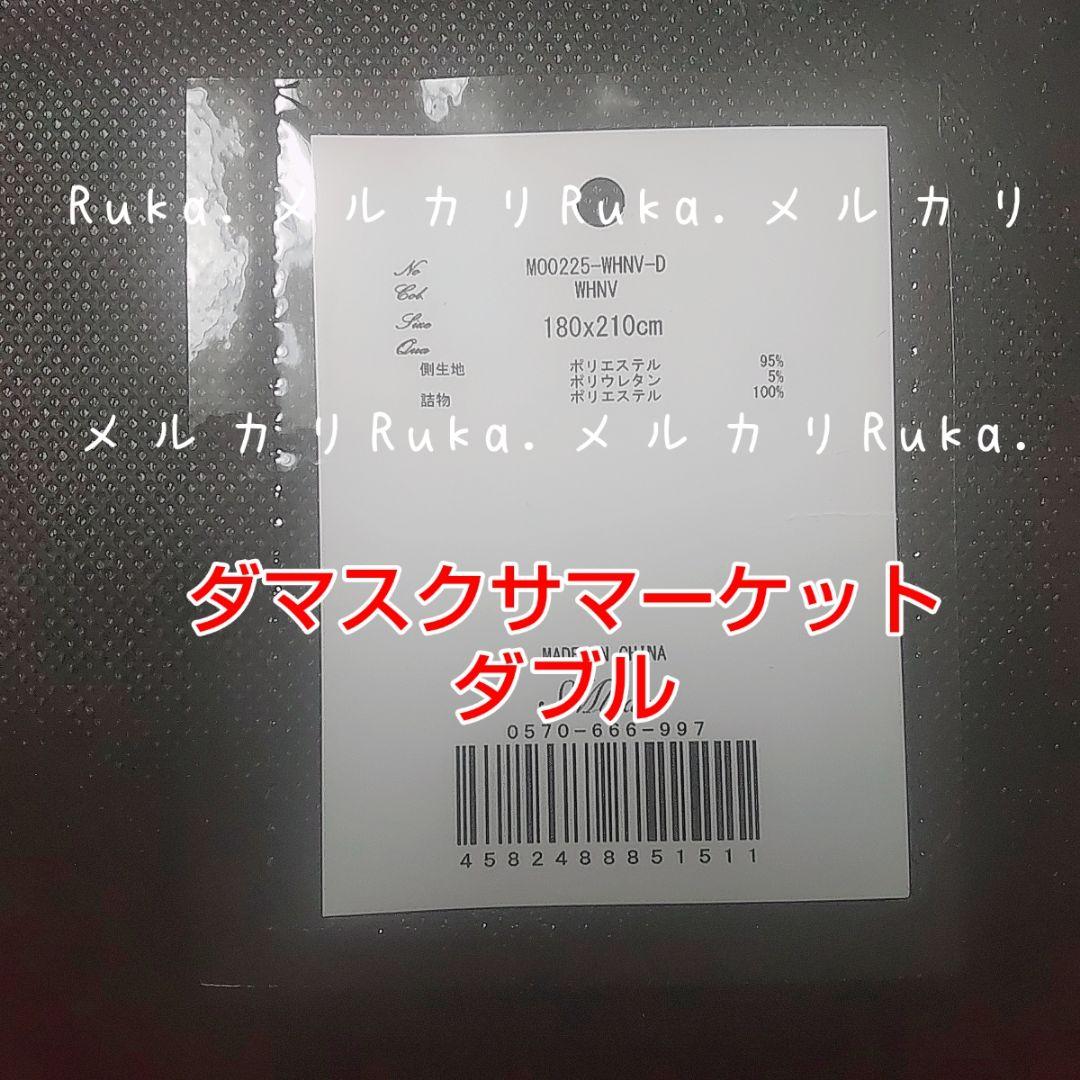 Ruka.メルカリRuka.メルカリ
No M00225-WHNV-D
Col. WHNV
Size 180x210cm
Qua
側生地 ポリエステル 95%
ポリウレタン 5%
詰物 ポリエステル 100%
メルカリRuka.メルカリRuka.
ダマスクサマーケット
MADE IN CHINA
ダブル
0570-666-997
4582488851511